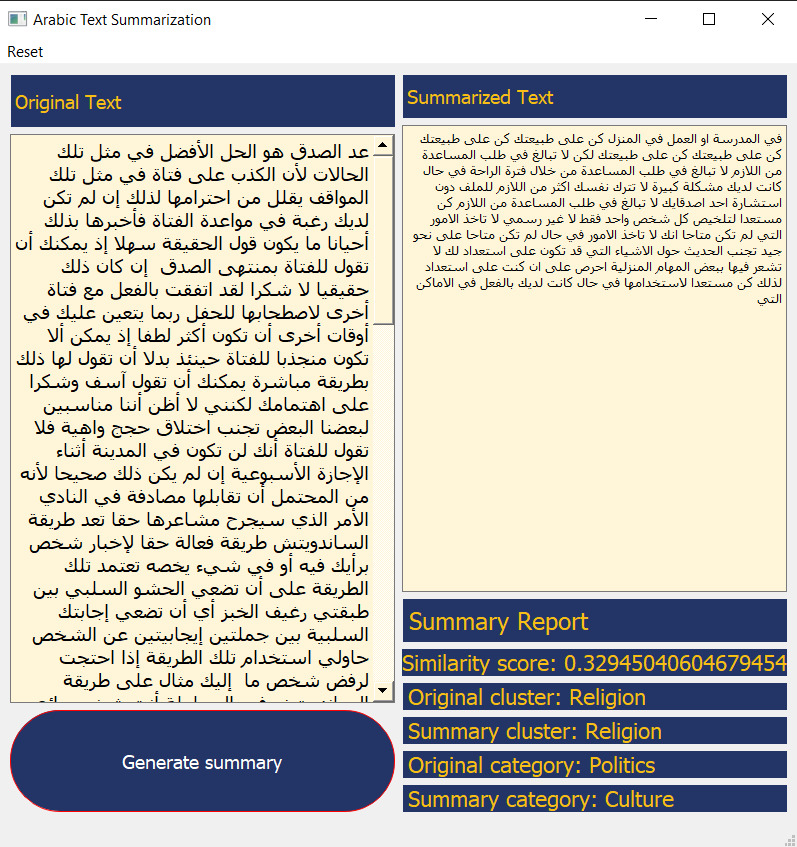 Arabic Text Summarization
Reset
Original Text
عد الصدق هو الحل الأفضل في مثل تلك
الحالات لأن الكذب على فتاة في مثل تلك
المواقف يقلل من احترامها لذلك إن لم تكن
لديك رغبة في مواعدة الفتاة فأخبرها بذلك
أحيانا ما يكون قول الحقيقة سهلا إذ يمكنك أن
تقول للفتاة بمنتهى الصدق إن كان ذلك
حقيقيا لا شكرا لقد اتفقت بالفعل مع فتاة
أخرى لاصطحابها للحفل ربما يتعين عليك في
أوقات أخرى أن تكون أكثر لطفا إذ يمكن ألا
تكون منجذبا للفتاة حينئذ بدلا أن تقول لها ذلك
بطريقة مباشرة يمكنك أن تقول آسف وشكرا
على اهتمامك لكنني لا أظن أننا مناسبين
لبعضنا البعض تجنب اختلاق حجج واهية فلا
تقول للفتاة أنك لن تكون في المدينة أثناء
الإجازة الأسبوعية إن لم يكن ذلك صحيحا لأنه
من المحتمل أن تقابلها مصادفة في النادي
الأمر الذي سيجرح مشاعرها حقا تعد طريقة
الساندويتش طريقة فعالة حقا لإخبار شخص
برأيك فيه أو في شيء يخصه تعتمد تلك
الطريقة على أن تضعي الحشو السلبي بين
طبقتي رغيف الخبز أي أن تضعي إجابتك
السلبية بين جملتين إيجابيتين عن الشخص
حاولي استخدام تلك الطريقة إذا احتجت
لرفض شخص ما إليك مثال على طريقة
Generate summary
Summarized Text
في المدرسة او العمل في المنزل كن على طبيعتك كن على طبيعتك
كن على طبيعتك كن على طبيعتك لكن لا تبالغ في طلب المساعدة
من اللازم لا تبالغ في طلب المساعدة من خلال فترة الراحة في حال
كانت لديك مشكلة كبيرة لا تترك نفسك اكثر من اللازم للملف دون
استشارة احد اصدقايك لا تبالغ في طلب المساعدة من اللازم كن
مستعدا لتلخيص كل شخص واحد فقط لا غير رسمي لا تاخذ الامور
التي لم تكن متاحا انك لا تاخذ الامور في حال لم تكن متاحا على نحو
جيد تجنب الحديث حول الاشياء التي قد تكون على استعداد لك لا
تشعر فيها ببعض المهام المنزلية احرص على ان كنت على استعداد
لذلك كن مستعدا لاستخدامها في حال كانت لديك بالفعل في الاماكن
التي
Summary Report
Similarity score: 0.32945040604679454
Original cluster: Religion
Summary cluster: Religion
Original category: Politics
Summary category: Culture